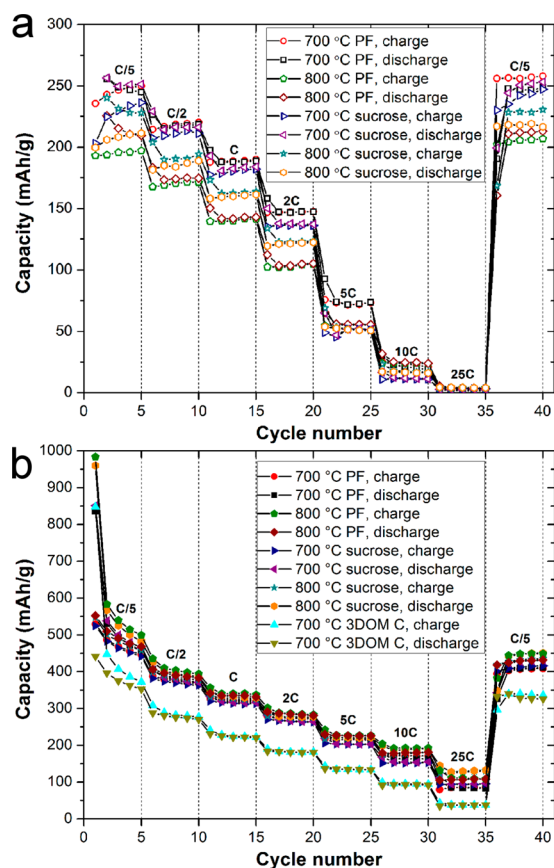 a
300
250
200
150
100
50
0
Capacity (mAh/g)
C/5
C/2
C
2C
5C
10C
25C
C/5
700 °C PF, charge
700 °C PF, discharge
800 °C PF, charge
800 °C PF, discharge
700 °C sucrose, charge
700 °C sucrose, discharge
800 °C sucrose, charge
800 °C sucrose, discharge
0 5 10 15 20 25 30 35 40
Cycle number
b
1000
900
800
700
600
500
400
300
200
100
0
Capacity (mAh/g)
C/5
C/2
C
2C
5C
10C
25C
C/5
700 °C PF, charge
700 °C PF, discharge
800 °C PF, charge
800 °C PF, discharge
700 °C sucrose, charge
700 °C sucrose, discharge
800 °C sucrose, charge
800 °C sucrose, discharge
700 °C 3DOM C, charge
700 °C 3DOM C, discharge
0 5 10 15 20 25 30 35 40
Cycle number